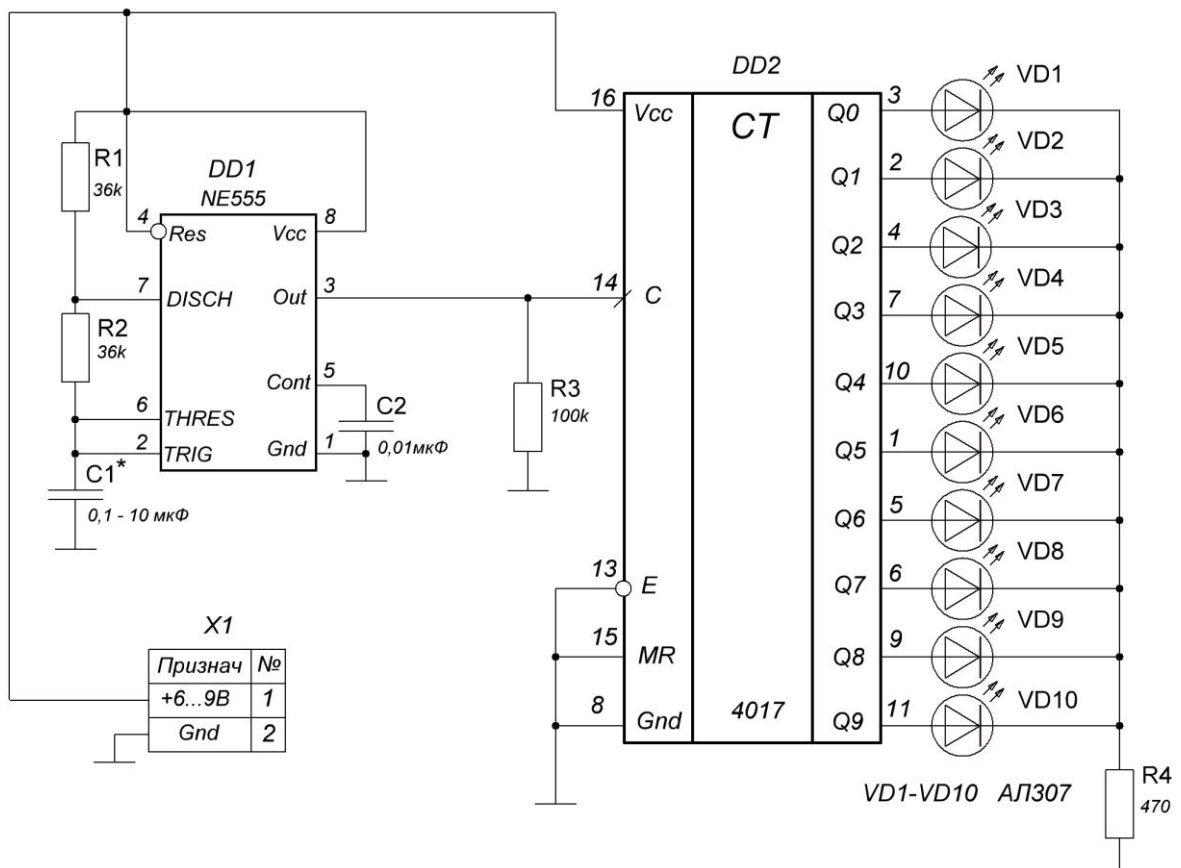 DD1
NE555
R1
36k
4
Res
Vcc
8
7
DISCH
Out
3
R2
36k
Cont
5
6
THRES
2
TRIG
Gnd
1
C1*
0,1 - 10 мкФ
C2
0,01мкФ
R3
100k
X1
Признач
№
+6...9В
1
Gnd
2
DD2
16
Vcc
CT
14
C
13
E
15
MR
8
Gnd
4017
Q0
3
VD1
Q1
2
VD2
Q2
4
VD3
Q3
7
VD4
Q4
10
VD5
Q5
1
VD6
Q6
5
VD7
Q7
6
VD8
Q8
9
VD9
Q9
11
VD10
VD1-VD10 АЛ307
R4
470